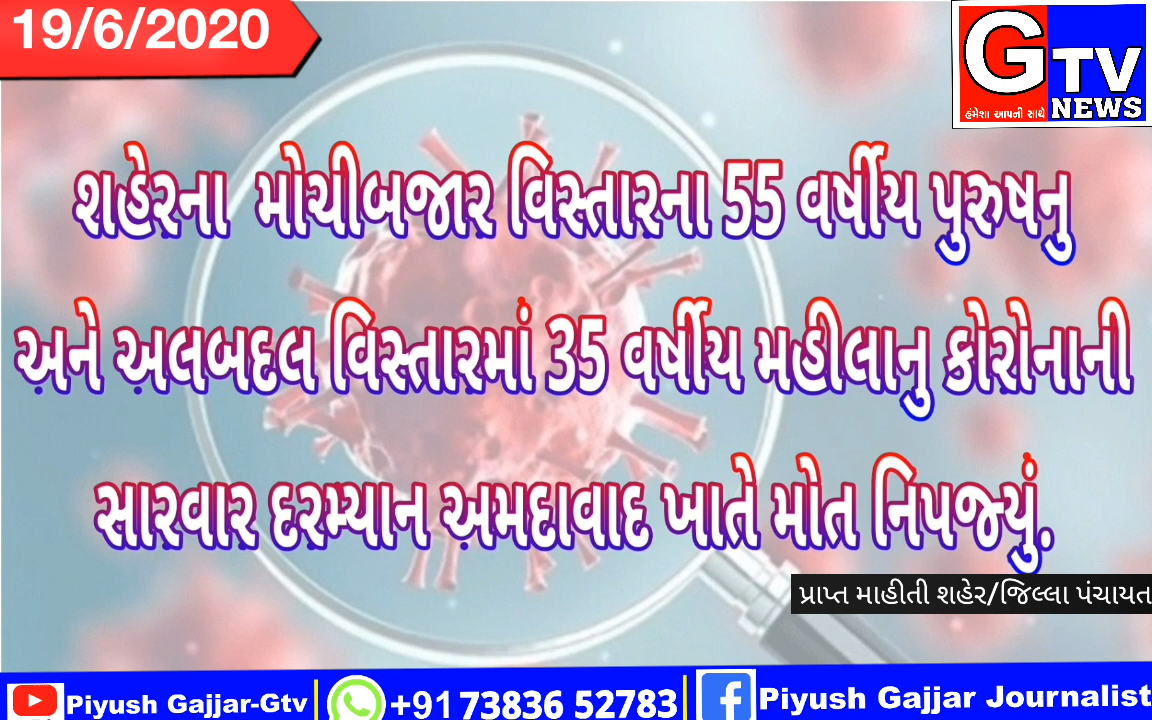 19/6/2020
G TV
NEWS
હંમેશા આપની સાથે
શહેરના મોચીબજાર વિસ્તારના 55 વર્ષીય પુરુષનુ
અને અલબદલ વિસ્તારમાં 35 વર્ષીય મહીલાનુ કોરોનાની
સારવાર દરમ્યાન અમદાવાદ ખાતે મોત નિપજ્યું.
પ્રાપ્ત માહીતી શહેર/જિલ્લા પંચાયત
Piyush Gajjar-Gtv +91 73836 52783 Piyush Gajjar Journalist